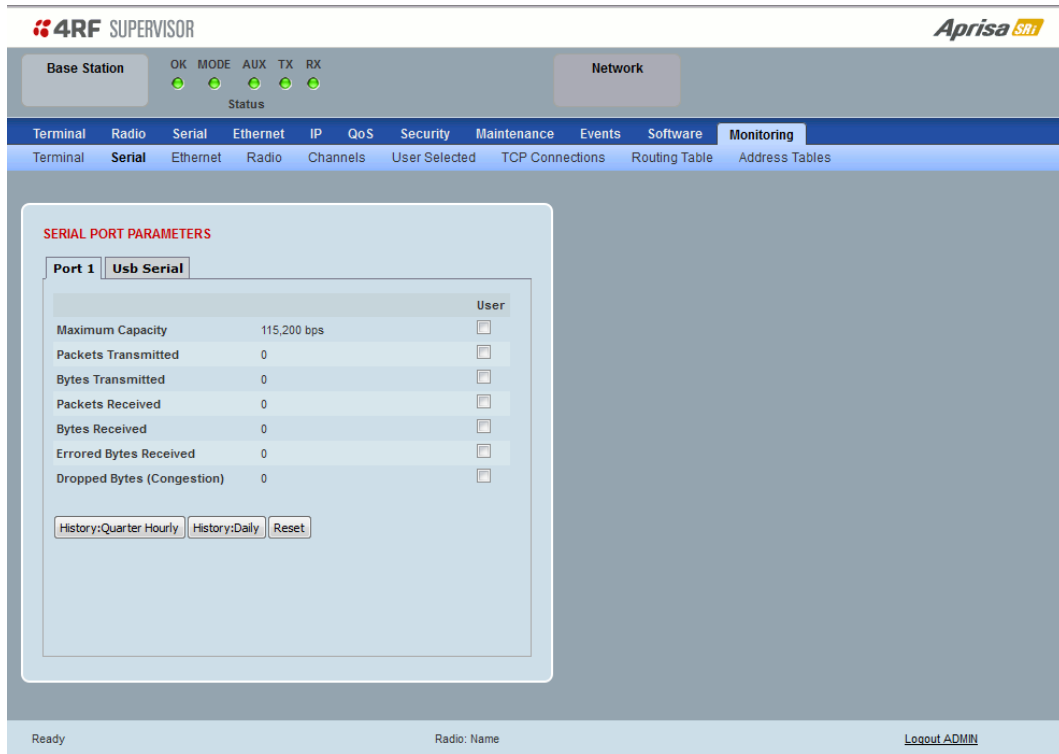 4RF SUPERVISOR
Aprisa SRi
Base Station
OK MODE AUX TX RX
Status
Network
Terminal Radio Serial Ethernet IP QoS Security Maintenance Events Software Monitoring
Terminal Serial Ethernet Radio Channels User Selected TCP Connections Routing Table Address Tables
SERIAL PORT PARAMETERS
Port 1 Usb Serial
User
Maximum Capacity 115,200 bps
Packets Transmitted 0
Bytes Transmitted 0
Packets Received 0
Bytes Received 0
Errored Bytes Received 0
Dropped Bytes (Congestion) 0
History:Quarter Hourly History:Daily Reset
Ready Radio: Name Logout ADMIN